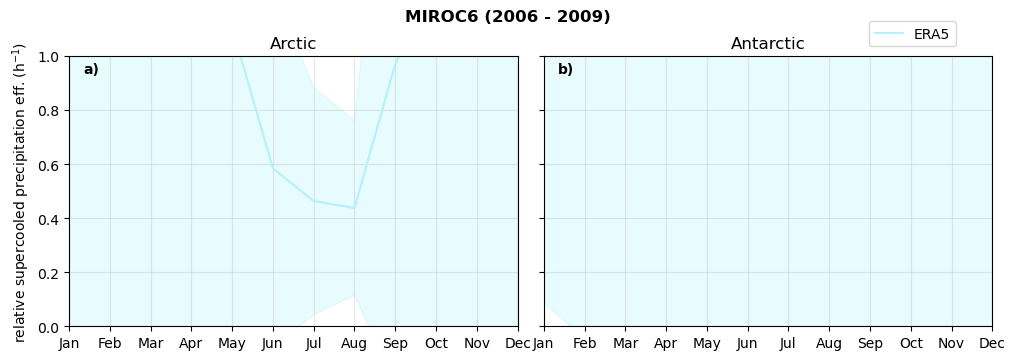 MIROC6 (2006 - 2009)
ERA5
Arctic
Antarctic
relative supercooled precipitation eff. (h⁻¹)
a)
b)
1.0
0.8
0.6
0.4
0.2
0.0
Jan Feb Mar Apr May Jun Jul Aug Sep Oct Nov Dec
Jan Feb Mar Apr May Jun Jul Aug Sep Oct Nov Dec